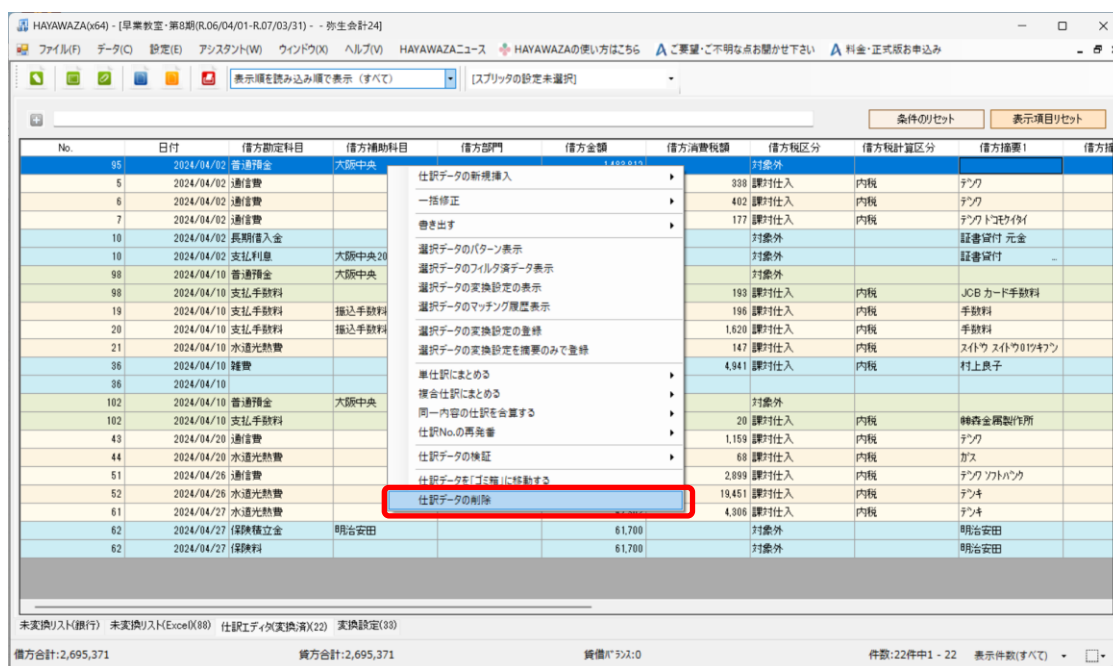 HAYAWAZA(x64) - [早業教室・第8期(R.06/04/01-R.07/03/31) - - 弥生会計24]
ファイル(F) データ(C) 設定(E) アシスタント(W) ウインドウ(X) ヘルプ(V) HAYAWAZAニュース HAYAWAZAの使い方はこちら ご要望・ご不明な点お聞かせ下さい 料金・正式版お申込み
表示順を読み込み順で表示 (すべて) [スプリッタの設定未選択]
条件のリセット 表示項目リセット
No. 日付 借方勘定科目 借方補助科目 借方部門 借方金額 借方消費税額 借方税区分 借方税計算区分 借方摘要1 借方摘
95 2024/04/02 普通預金 大阪中央 対象外
5 2024/04/02 通信費 338 課対仕入 内税 デンワ
6 2024/04/02 通信費 402 課対仕入 内税 デンワ
7 2024/04/02 通信費 177 課対仕入 内税 デンワ ドコモケイタイ
10 2024/04/02 長期借入金 対象外 証書貸付 元金
10 2024/04/02 支払利息 大阪中央20 対象外 証書貸付 ...
98 2024/04/10 普通預金 大阪中央 対象外
98 2024/04/10 支払手数料 193 課対仕入 内税 JCB カード手数料
19 2024/04/10 支払手数料 振込手数料 196 課対仕入 内税 手数料
20 2024/04/10 支払手数料 振込手数料 1,620 課対仕入 内税 手数料
21 2024/04/10 水道光熱費 147 課対仕入 内税 スイドウ スイドウ01ツキフン
36 2024/04/10 雑費 4,941 課対仕入 内税 村上良子
36 2024/04/10
102 2024/04/10 普通預金 大阪中央 対象外
102 2024/04/10 支払手数料 20 課対仕入 内税 ㈱森金属製作所
43 2024/04/20 通信費 1,159 課対仕入 内税 デンワ
44 2024/04/20 水道光熱費 68 課対仕入 内税 ガス
51 2024/04/26 通信費 2,899 課対仕入 内税 デンワ ソフトバンク
52 2024/04/26 水道光熱費 19,451 課対仕入 内税 デンキ
61 2024/04/27 水道光熱費 4,306 課対仕入 内税 デンキ
62 2024/04/27 保険積立金 明治安田 61,700 対象外 明治安田
62 2024/04/27 保険料 61,700 対象外 明治安田
仕訳データの新規挿入
一括修正
書き出す
選択データのパターン表示
選択データのフィルタ済データ表示
選択データの変換設定の表示
選択データのマッチング履歴表示
選択データの変換設定の登録
選択データの変換設定を摘要のみで登録
単仕訳にまとめる
複合仕訳にまとめる
同一内容の仕訳を合算する
仕訳No.の再発番
仕訳データの検証
仕訳データを「ゴミ箱」に移動する
仕訳データの削除
未変換リスト(銀行) 未変換リスト(Excel)(88) 仕訳エディタ(変換済)(22) 変換設定(33)
借方合計:2,695,371 貸方合計:2,695,371 貸借バランス:0 件数:22件中1 - 22 表示件数(すべて)